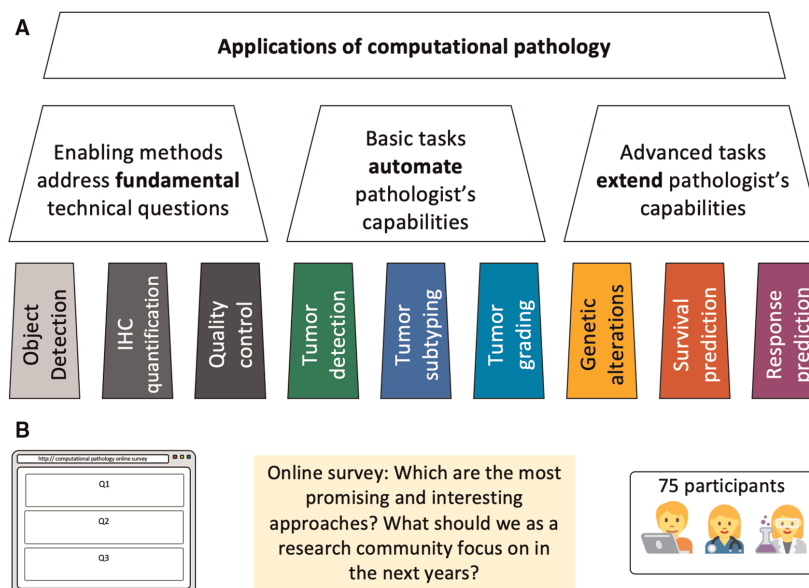 A
Applications of computational pathology
Enabling methods
address fundamental
technical questions
Basic tasks
automate
pathologist's
capabilities
Advanced tasks
extend pathologist's
capabilities
Object
Detection
IHC
quantification
Quality
control
Tumor
detection
Tumor
subtyping
Tumor
grading
Genetic
alterations
Survival
prediction
Response
prediction
B
http:// computational pathology online survey
Q1
Q2
Q3
Online survey: Which are the most
promising and interesting
approaches? What should we as a
research community focus on in
the next years?
75 participants